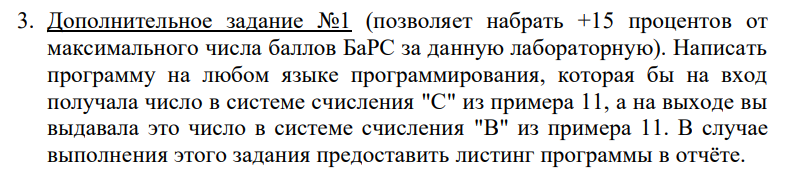 3. Дополнительное задание №1 (позволяет набрать +15 процентов от
максимального числа баллов БаРС за данную лабораторную). Написать
программу на любом языке программирования, которая бы на вход
получала число в системе счисления "С" из примера 11, а на выходе вы
выдавала это число в системе счисления "В" из примера 11. В случае
выполнения этого задания предоставить листинг программы в отчёте.